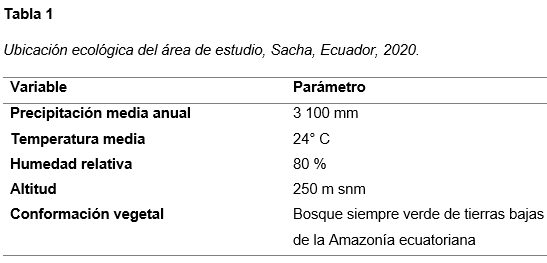 Tabla 1
Ubicación ecológica del área de estudio, Sacha, Ecuador, 2020.
Variable Parámetro
Precipitación media anual 3 100 mm
Temperatura media 24° C
Humedad relativa 80 %
Altitud 250 m snm
Conformación vegetal Bosque siempre verde de tierras bajas
de la Amazonía ecuatoriana